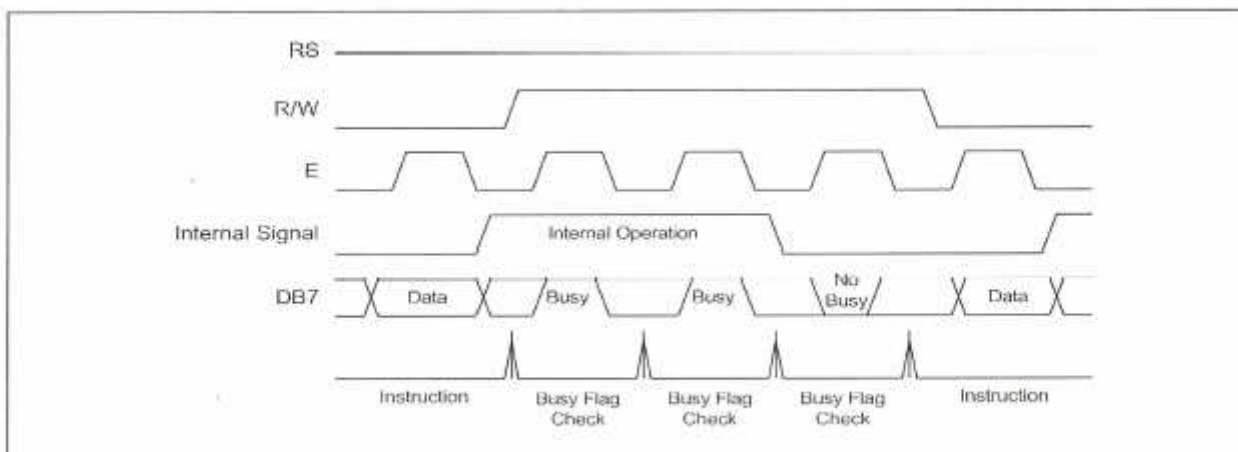 RS
R/W
E
Internal Signal
Internal Operation
DB7
Data
Busy
Busy
No
Busy
Data
Instruction
Busy Flag
Check
Busy Flag
Check
Busy Flag
Check
Instruction